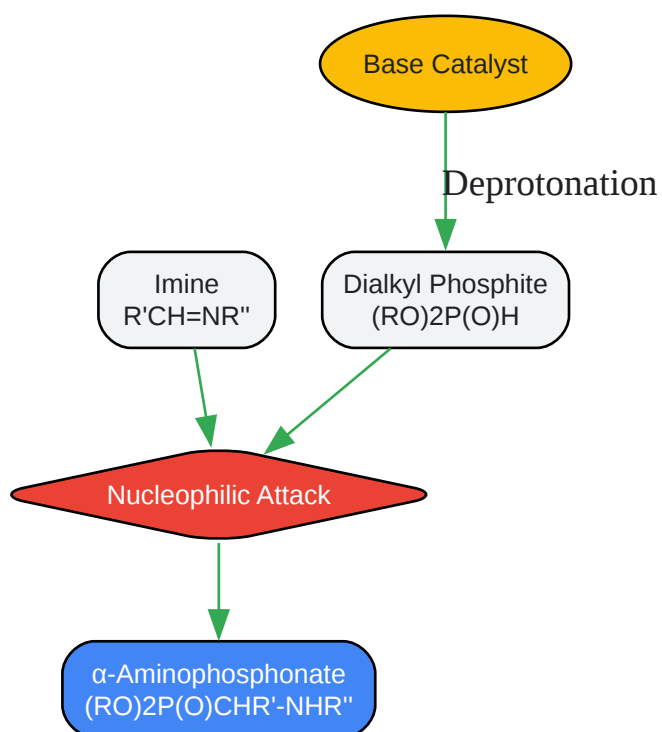 Base Catalyst
Deprotonation
Imine
R'CH=NR"
Dialkyl Phosphite
(RO)2P(O)H
Nucleophilic Attack
α-Aminophosphonate
(RO)2P(O)CHR'-NHR"